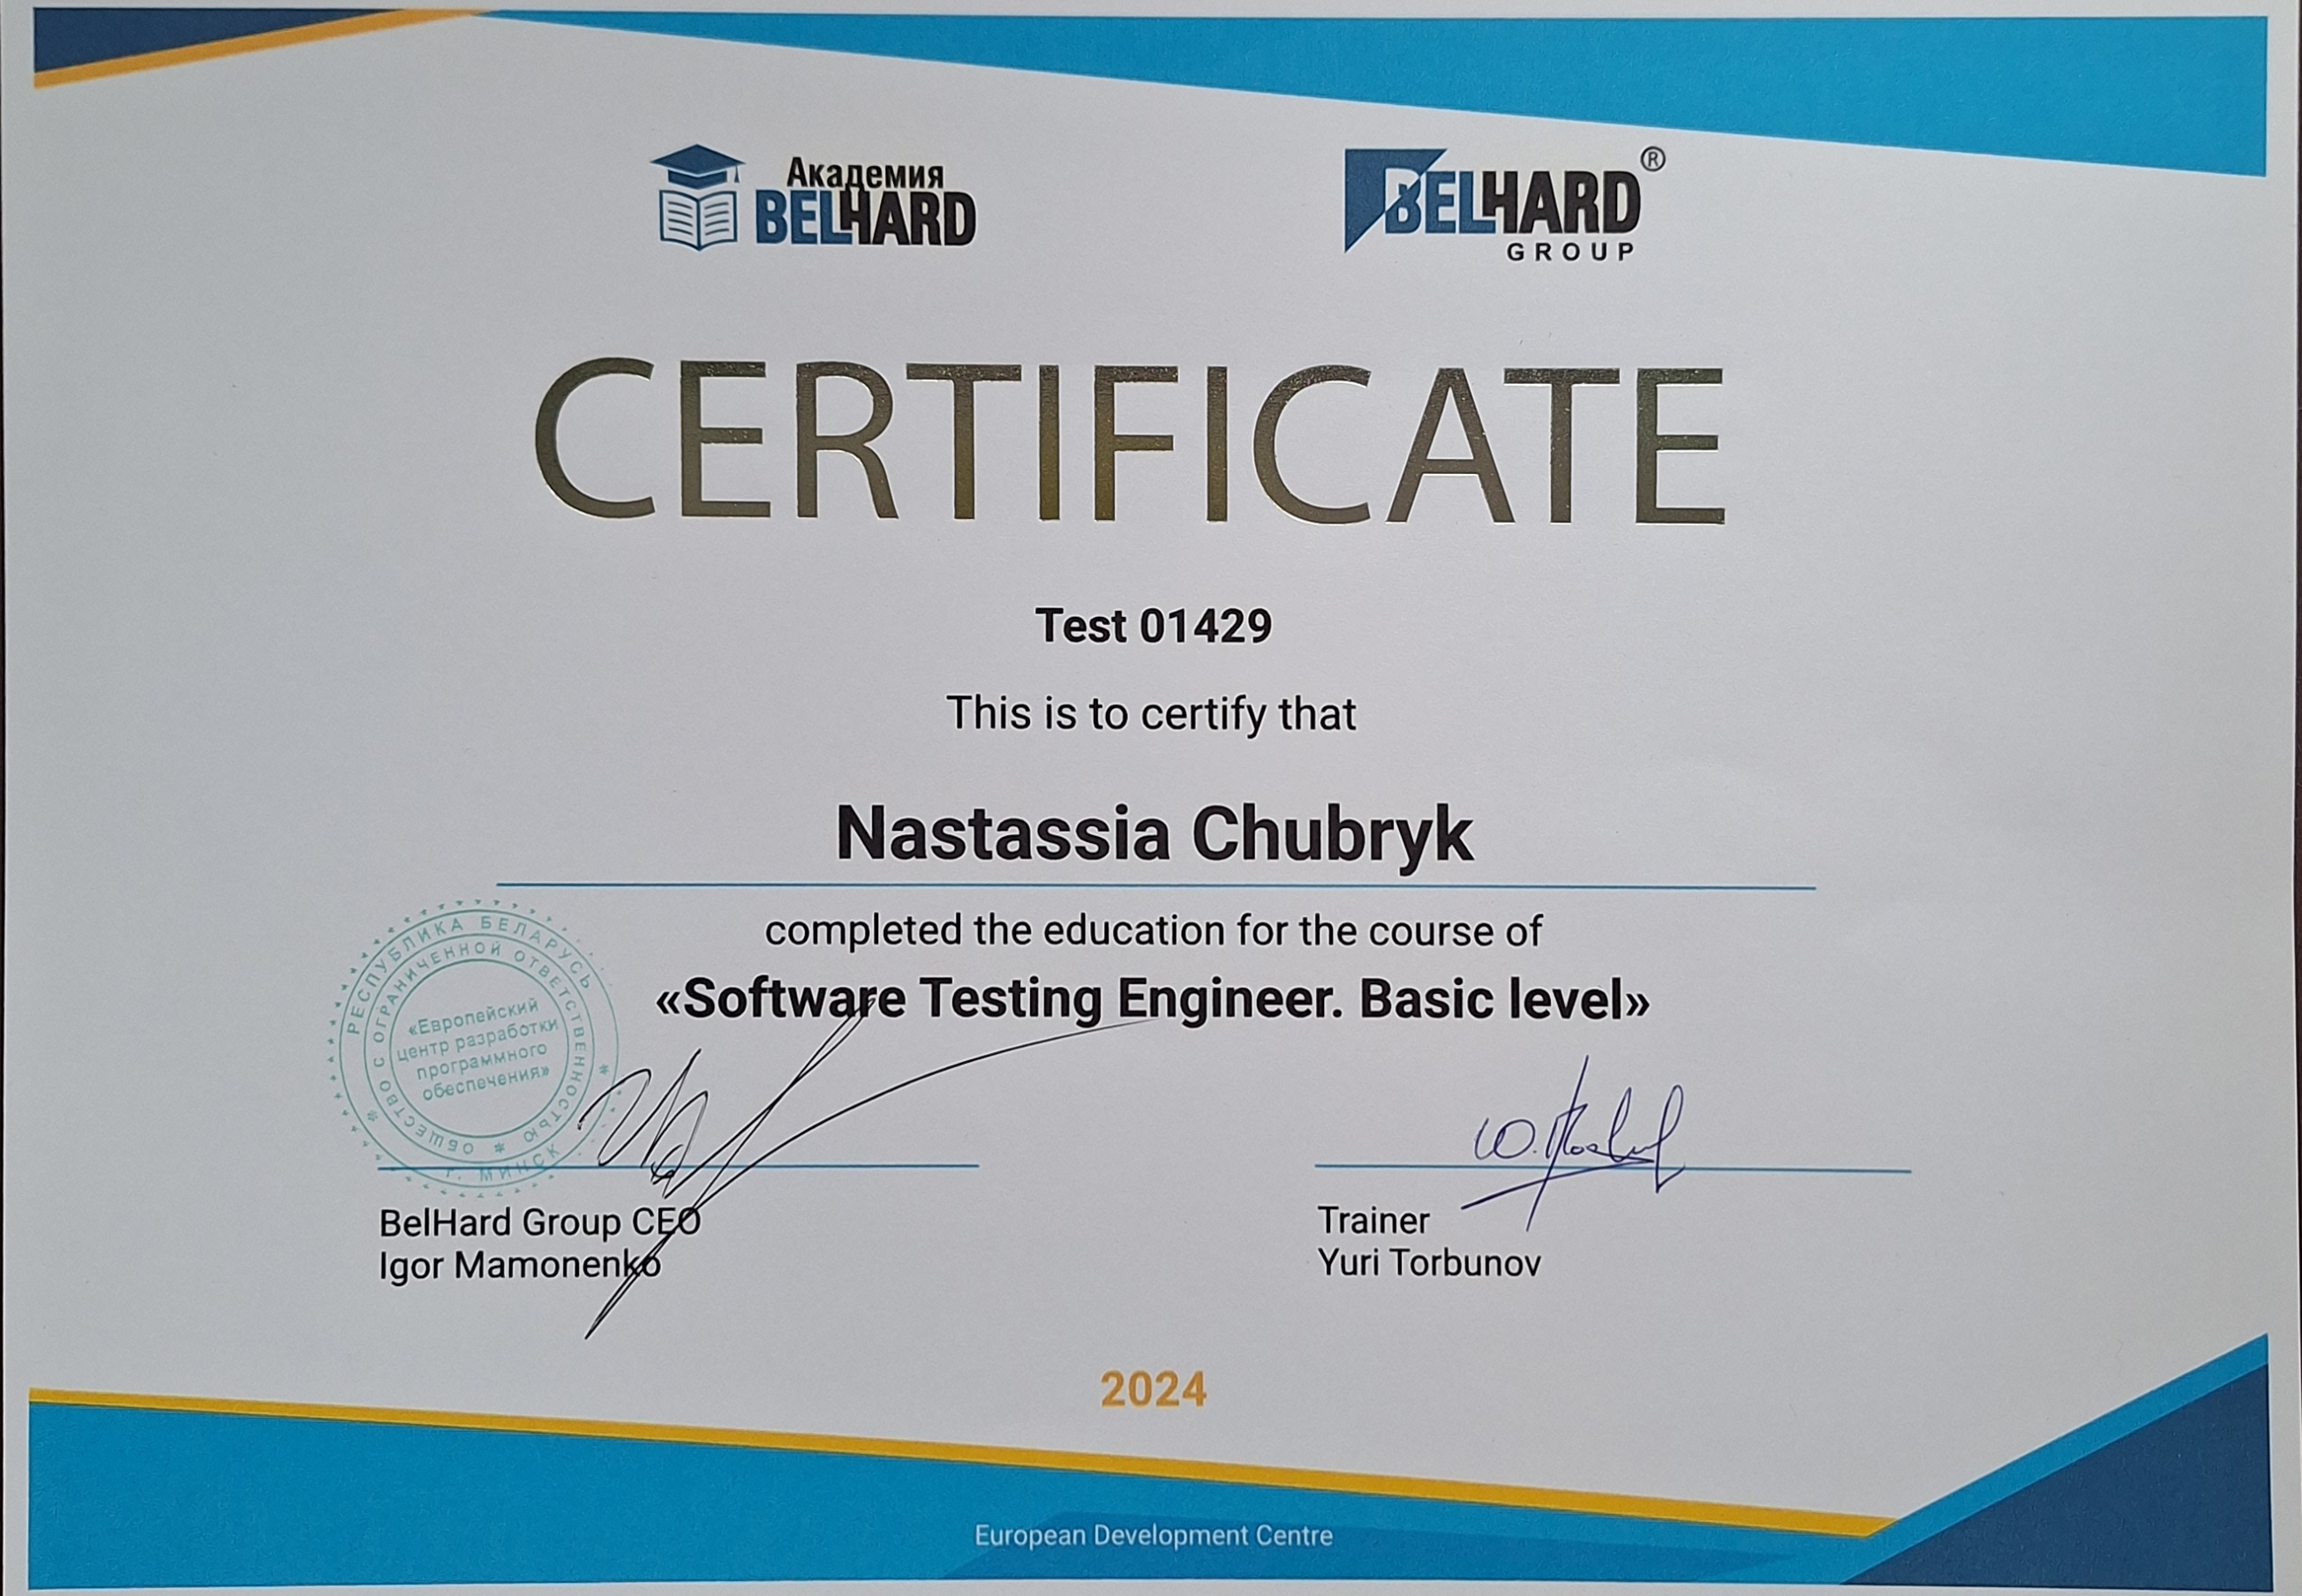 Академия
BELHARD
BELHARD®
GROUP
CERTIFICATE
Test 01429
This is to certify that
Nastassia Chubryk
completed the education for the course of
«Software Testing Engineer. Basic level»
РЕСПУБЛИКА БЕЛАРУСЬ
ОБЩЕСТВО С ОГРАНИЧЕННОЙ ОТВЕТСТВЕННОСТЬЮ
«Европейский
центр разработки
программного
обеспечения»
г. МИНСК
BelHard Group CEO
Igor Mamonenko
Trainer
Yuri Torbunov
2024
European Development Centre